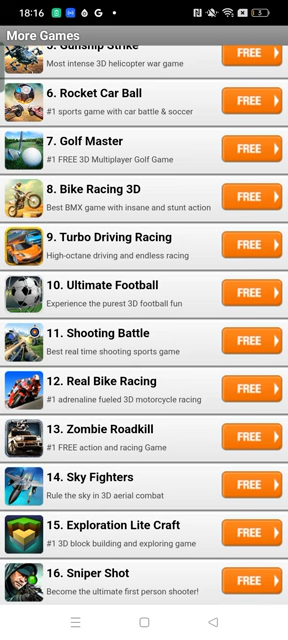 18:16
G
5
More Games
5. Gunship Strike
Most intense 3D helicopter war game
FREE
6. Rocket Car Ball
#1 sports game with car battle & soccer
FREE
7. Golf Master
#1 FREE 3D Multiplayer Golf Game
FREE
8. Bike Racing 3D
Best BMX game with insane and stunt action
FREE
9. Turbo Driving Racing
High-octane driving and endless racing
FREE
10. Ultimate Football
Experience the purest 3D football fun
FREE
11. Shooting Battle
Best real time shooting sports game
FREE
12. Real Bike Racing
#1 adrenaline fueled 3D motorcycle racing
FREE
13. Zombie Roadkill
#1 FREE action and racing Game
FREE
14. Sky Fighters
Rule the sky in 3D aerial combat
FREE
15. Exploration Lite Craft
#1 3D block building and exploring game
FREE
16. Sniper Shot
Become the ultimate first person shooter!
FREE